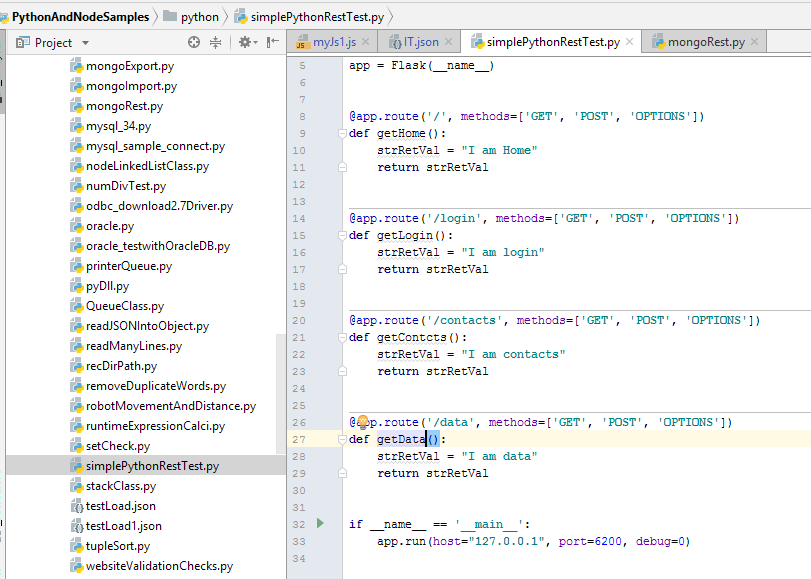 PythonAndNodeSamples python simplePythonRestTest.py
Project
myJs1.js IT.json simplePythonRestTest.py mongoRest.py
mongoExport.py
mongoImport.py
mongoRest.py
mysql_34.py
mysql_sample_connect.py
nodeLinkedListClass.py
numDivTest.py
odbc_download2.7Driver.py
oracle.py
oracle_testwithOracleDB.py
printerQueue.py
pyDll.py
QueueClass.py
readJSONIntoObject.py
readManyLines.py
recDirPath.py
removeDuplicateWords.py
robotMovementAndDistance.py
runtimeExpressionCalci.py
setCheck.py
simplePythonRestTest.py
stackClass.py
testLoad.json
testLoad1.json
tupleSort.py
websiteValidationChecks.py
5 app = Flask(__name__)
6
7
8 @app.route('/', methods=['GET', 'POST', 'OPTIONS'])
9 def getHome():
10 strRetVal = "I am Home"
11 return strRetVal
12
13
14 @app.route('/login', methods=['GET', 'POST', 'OPTIONS'])
15 def getLogin():
16 strRetVal = "I am login"
17 return strRetVal
18
19
20 @app.route('/contacts', methods=['GET', 'POST', 'OPTIONS'])
21 def getContcts():
22 strRetVal = "I am contacts"
23 return strRetVal
24
25
26 @app.route('/data', methods=['GET', 'POST', 'OPTIONS'])
27 def getData():
28 strRetVal = "I am data"
29 return strRetVal
30
31
32 if __name__ == '__main__':
33 app.run(host="127.0.0.1", port=6200, debug=0)
34